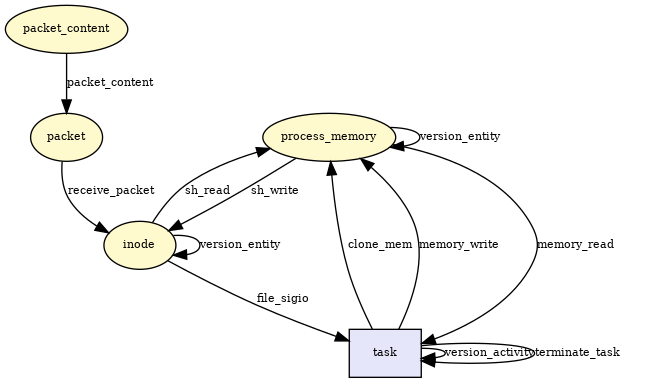 packet_content
packet_content
packet
process_memory
version_entity
receive_packet
sh_read
sh_write
inode
version_entity
clone_mem
memory_write
memory_read
file_sigio
task
version_activity
terminate_task